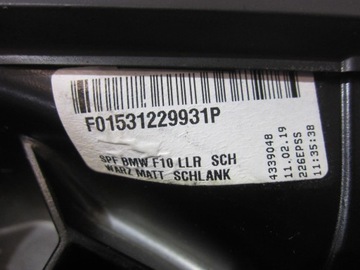 F01531229931P
SPF BMW F10 LLR SCH
WARZ MATT SCHLANK
4339048
11.02.19
226EPSS
11:35:38